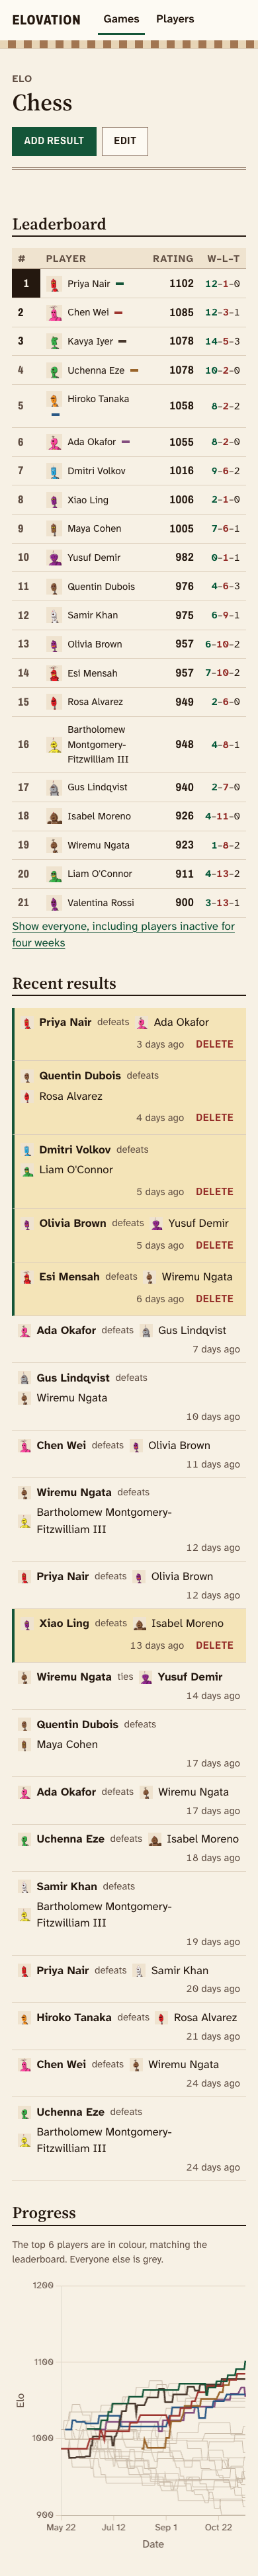 ELOVATION Games Players
ELO
Chess
ADD RESULT EDIT
Leaderboard
# PLAYER RATING W–L–T
1 Priya Nair 1102 12–1–0
2 Chen Wei 1085 12–3–1
3 Kavya Iyer 1078 14–5–3
4 Uchenna Eze 1078 10–2–0
5 Hiroko Tanaka 1058 8–2–2
6 Ada Okafor 1055 8–2–0
7 Dmitri Volkov 1016 9–6–2
8 Xiao Ling 1006 2–1–0
9 Maya Cohen 1005 7–6–1
10 Yusuf Demir 982 0–1–1
11 Quentin Dubois 976 4–6–3
12 Samir Khan 975 6–9–1
13 Olivia Brown 957 6–10–2
14 Esi Mensah 957 7–10–2
15 Rosa Alvarez 949 2–6–0
16 Bartholomew
Montgomery-
Fitzwilliam III 948 4–8–1
17 Gus Lindqvist 940 2–7–0
18 Isabel Moreno 926 4–11–0
19 Wiremu Ngata 923 1–8–2
20 Liam O'Connor 911 4–13–2
21 Valentina Rossi 900 3–13–1
Show everyone, including players inactive for
four weeks
Recent results
Priya Nair defeats Ada Okafor
3 days ago DELETE
Quentin Dubois defeats
Rosa Alvarez
4 days ago DELETE
Dmitri Volkov defeats
Liam O'Connor
5 days ago DELETE
Olivia Brown defeats Yusuf Demir
5 days ago DELETE
Esi Mensah defeats Wiremu Ngata
6 days ago DELETE
Ada Okafor defeats Gus Lindqvist
7 days ago
Gus Lindqvist defeats
Wiremu Ngata
10 days ago
Chen Wei defeats Olivia Brown
11 days ago
Wiremu Ngata defeats
Bartholomew Montgomery-
Fitzwilliam III
12 days ago
Priya Nair defeats Olivia Brown
12 days ago
Xiao Ling defeats Isabel Moreno
13 days ago DELETE
Wiremu Ngata ties Yusuf Demir
14 days ago
Quentin Dubois defeats
Maya Cohen
17 days ago
Ada Okafor defeats Wiremu Ngata
17 days ago
Uchenna Eze defeats Isabel Moreno
18 days ago
Samir Khan defeats
Bartholomew Montgomery-
Fitzwilliam III
19 days ago
Priya Nair defeats Samir Khan
20 days ago
Hiroko Tanaka defeats Rosa Alvarez
21 days ago
Chen Wei defeats Wiremu Ngata
24 days ago
Uchenna Eze defeats
Bartholomew Montgomery-
Fitzwilliam III
24 days ago
Progress
The top 6 players are in colour, matching the
leaderboard. Everyone else is grey.
1200
1100
Elo
1000
900
May 22 Jul 12 Sep 1 Oct 22
Date